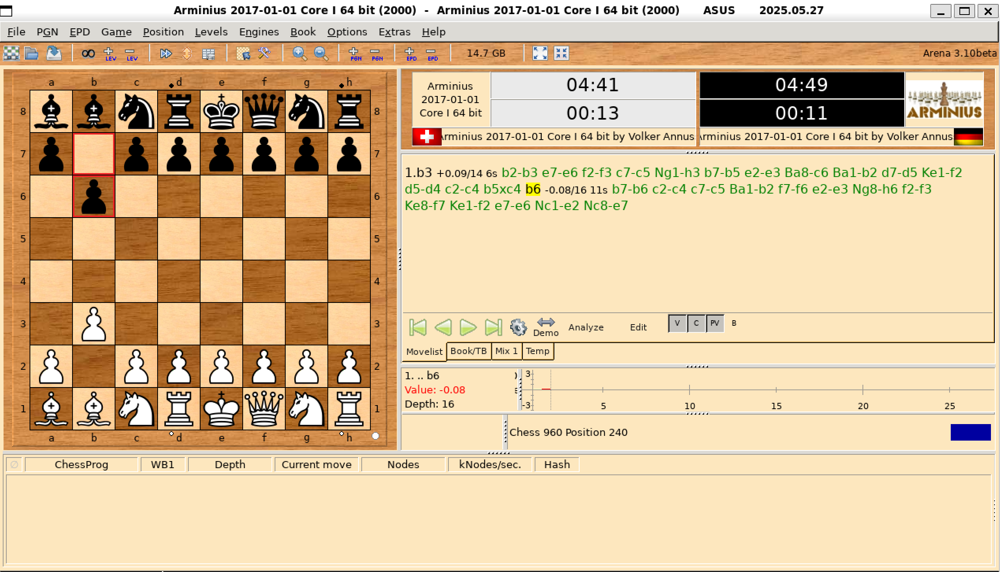 Arminius 2017-01-01 Core I 64 bit (2000) - Arminius 2017-01-01 Core I 64 bit (2000) ASUS 2025.05.27
File PGN EPD Game Position Levels Engines Book Options Extras Help
LEV LEV PGN PGN EPD EPD 14.7 GB Arena 3.10beta
a b c d e f g h
8 8
7 7
6 6
5 5
4 4
3 3
2 2
1 1
a b c d e f g h
Arminius
2017-01-01
Core I 64 bit
04:41 04:49
00:13 00:11
ARMINIUS
rminius 2017-01-01 Core I 64 bit by Volker Annus rminius 2017-01-01 Core I 64 bit by Volker Annus
1.b3 +0.09/14 6s b2-b3 e7-e6 f2-f3 c7-c5 Ng1-h3 b7-b5 e2-e3 Ba8-c6 Ba1-b2 d7-d5 Ke1-f2
d5-d4 c2-c4 b5xc4 b6 -0.08/16 11s b7-b6 c2-c4 c7-c5 Ba1-b2 f7-f6 e2-e3 Ng8-h6 f2-f3
Ke8-f7 Ke1-f2 e7-e6 Nc1-e2 Nc8-e7
Demo Analyze Edit V C PV B
Movelist Book/TB Mix 1 Temp
1. .. b6
Value: -0.08
Depth: 16
3
-3 5 10 15 20 25
Chess 960 Position 240
ChessProg WB1 Depth Current move Nodes kNodes/sec. Hash